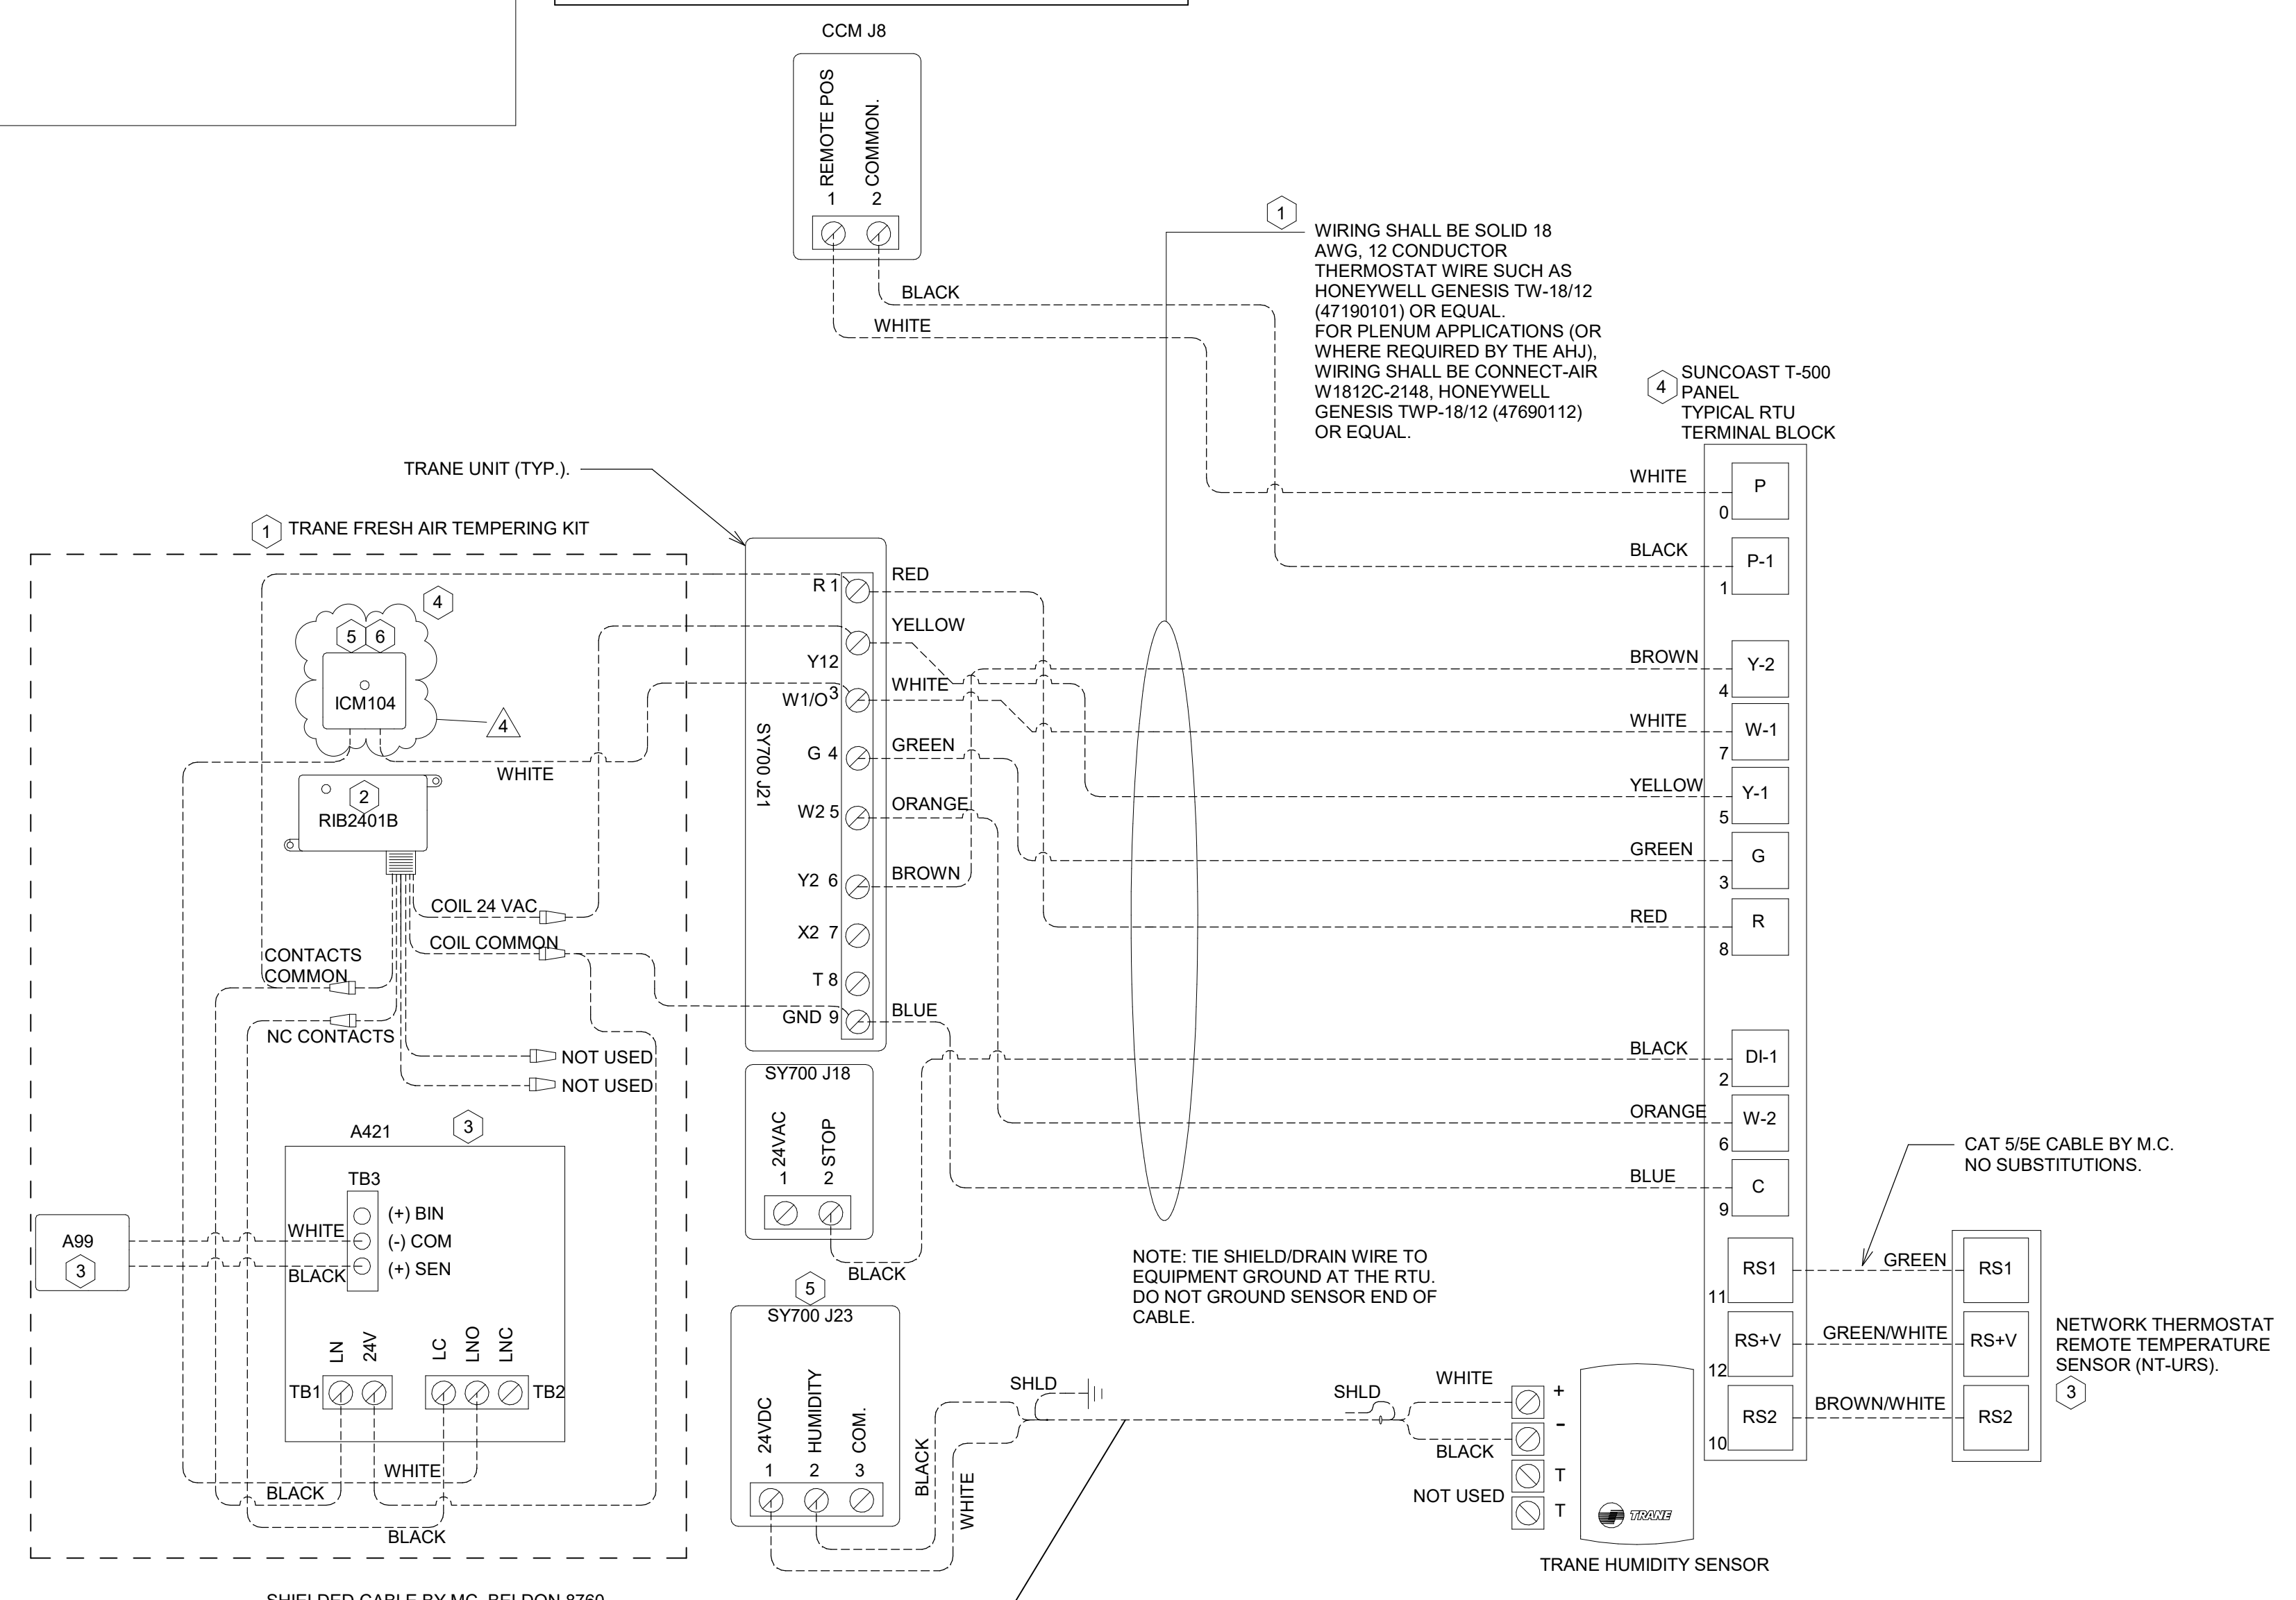 CCM J8
REMOTE POS
COMMON.
1
2
BLACK
WHITE
1
WIRING SHALL BE SOLID 18
AWG, 12 CONDUCTOR
THERMOSTAT WIRE SUCH AS
HONEYWELL GENESIS TW-18/12
(47190101) OR EQUAL.
FOR PLENUM APPLICATIONS (OR
WHERE REQUIRED BY THE AHJ),
WIRING SHALL BE CONNECT-AIR
W1812C-2148, HONEYWELL
GENESIS TWP-18/12 (47690112)
OR EQUAL.
4
SUNCOAST T-500
PANEL
TYPICAL RTU
TERMINAL BLOCK
WHITE
P
0
BLACK
P-1
1
BROWN
Y-2
4
WHITE
W-1
7
YELLOW
Y-1
5
GREEN
G
3
RED
R
8
BLACK
DI-1
2
ORANGE
W-2
6
BLUE
C
9
RS1
11
RS+V
12
RS2
10
CAT 5/5E CABLE BY M.C.
NO SUBSTITUTIONS.
GREEN
RS1
GREEN/WHITE
RS+V
BROWN/WHITE
RS2
NETWORK THERMOSTAT
REMOTE TEMPERATURE
SENSOR (NT-URS).
3
TRANE UNIT (TYP.).
1
TRANE FRESH AIR TEMPERING KIT
4
5
6
ICM104
4
WHITE
2
RIB2401B
COIL 24 VAC
COIL COMMON
CONTACTS
COMMON
NC CONTACTS
NOT USED
NOT USED
SY700 J21
R 1
RED
YELLOW
Y12
W1/O 3
WHITE
G 4
GREEN
W2 5
ORANGE
Y2 6
BROWN
X2 7
T 8
GND 9
BLUE
SY700 J18
24VAC
STOP
1
2
BLACK
A421
3
TB3
(+) BIN
(-) COM
(+) SEN
A99
3
WHITE
BLACK
LN
24V
LC
LNO
LNC
TB1
TB2
WHITE
BLACK
BLACK
5
SY700 J23
24VDC
HUMIDITY
COM.
1
2
3
BLACK
WHITE
SHLD
NOTE: TIE SHIELD/DRAIN WIRE TO
EQUIPMENT GROUND AT THE RTU.
DO NOT GROUND SENSOR END OF
CABLE.
SHLD
WHITE
BLACK
NOT USED
+
-
T
T
TRANE
TRANE HUMIDITY SENSOR
SHIELDED CABLE BY MC, BELDON 8760